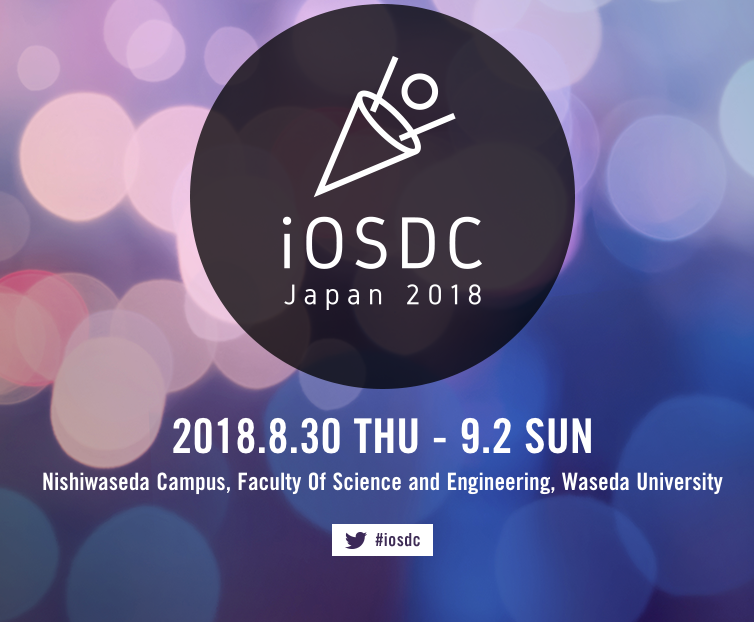 iOSDC
Japan 2018
2018.8.30 THU - 9.2 SUN
Nishiwaseda Campus, Faculty Of Science and Engineering, Waseda University
#iosdc